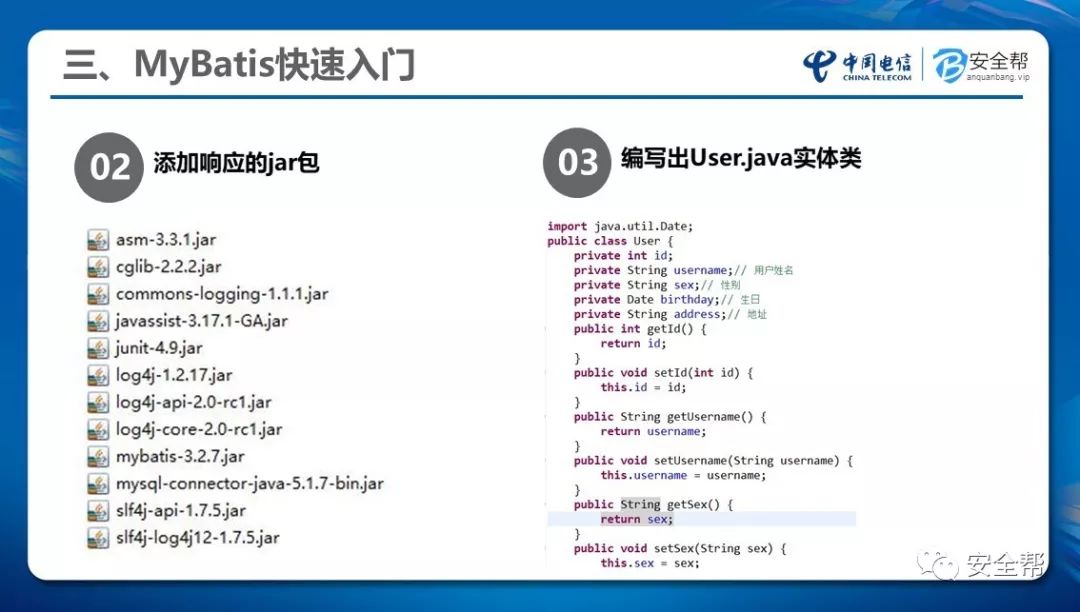 三、MyBatis快速入门
中国电信
CHINA TELECOM
安全帮
anquanbang.vip
02
添加响应的jar包
asm-3.3.1.jar
cglib-2.2.2.jar
commons-logging-1.1.1.jar
javassist-3.17.1-GA.jar
junit-4.9.jar
log4j-1.2.17.jar
log4j-api-2.0-rc1.jar
log4j-core-2.0-rc1.jar
mybatis-3.2.7.jar
mysql-connector-java-5.1.7-bin.jar
slf4j-api-1.7.5.jar
slf4j-log4j12-1.7.5.jar
03
编写出User.java实体类
import java.util.Date;
public class User {
private int id;
private String username;// 用户姓名
private String sex;// 性别
private Date birthday;// 生日
private String address;// 地址
public int getId() {
return id;
}
public void setId(int id) {
this.id = id;
}
public String getUsername() {
return username;
}
public void setUsername(String username) {
this.username = username;
}
public String getSex() {
return sex;
}
public void setSex(String sex) {
this.sex = sex;
安全帮